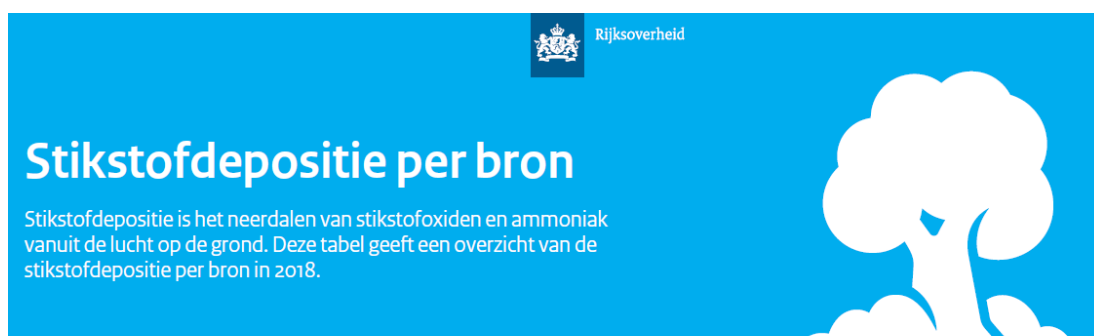 Rijksoverheid
Stikstofdepositie per bron
Stikstofdepositie is het neerdalen van stikstofoxiden en ammoniak
vanuit de lucht op de grond. Deze tabel geeft een overzicht van de
stikstofdepositie per bron in 2018.